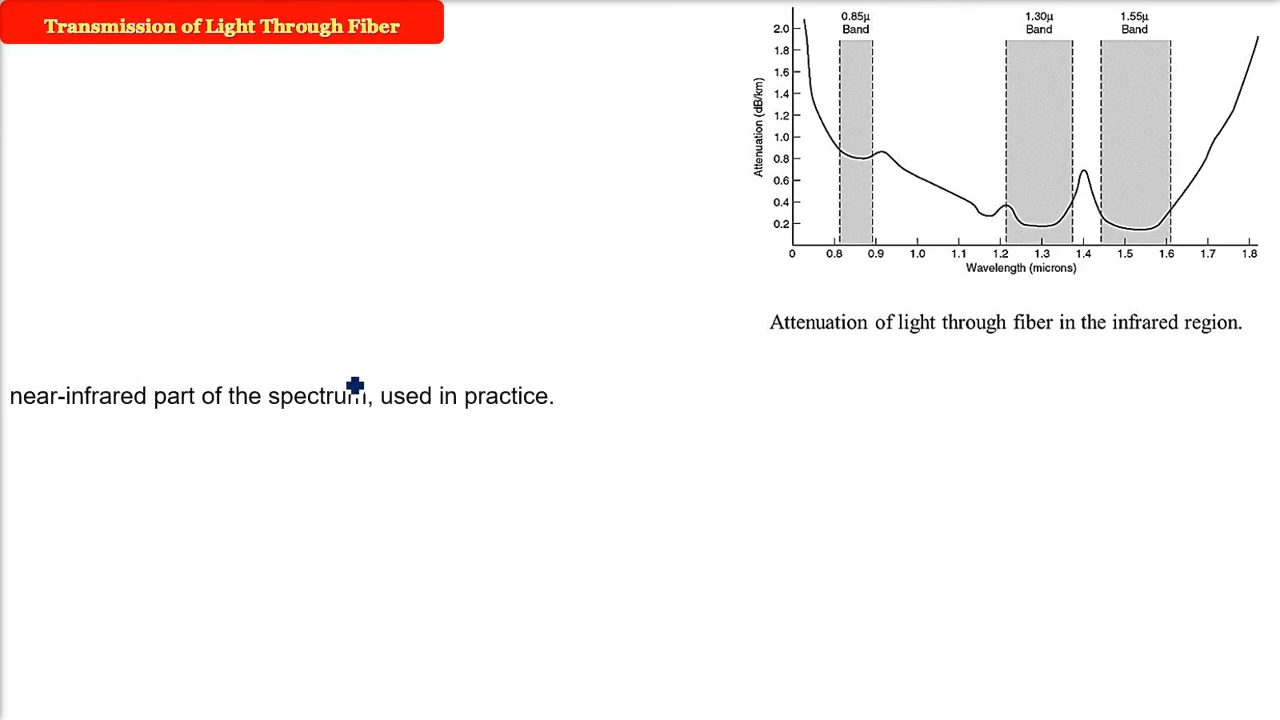 Transmission of Light Through Fiber
0.85µ
Band
1.30µ
Band
1.55µ
Band
2.0
1.8
1.6
1.4
1.2
1.0
0.8
0.6
0.4
0.2
Attenuation (dB/km)
0 0.8 0.9 1.0 1.1 1.2 1.3 1.4 1.5 1.6 1.7 1.8
Wavelength (microns)
Attenuation of light through fiber in the infrared region.
near-infrared part of the spectrum, used in practice.